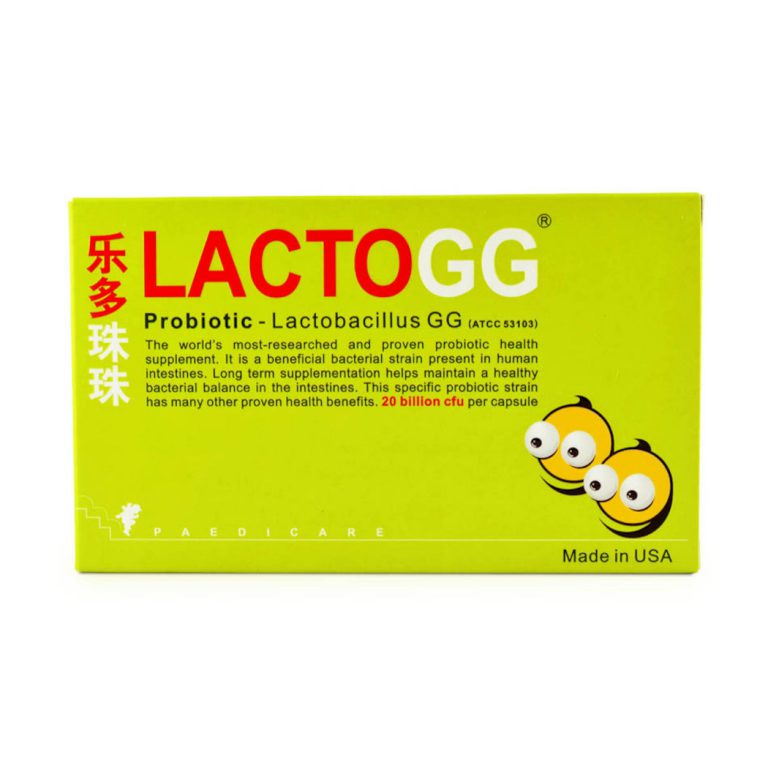 乐多珠珠
LACTOGG®
Probiotic - Lactobacillus GG (ATCC 53103)
The world's most-researched and proven probiotic health
supplement. It is a beneficial bacterial strain present in human
intestines. Long term supplementation helps maintain a healthy
bacterial balance in the intestines. This specific probiotic strain
has many other proven health benefits. 20 billion cfu per capsule
PAEDICARE
Made in USA